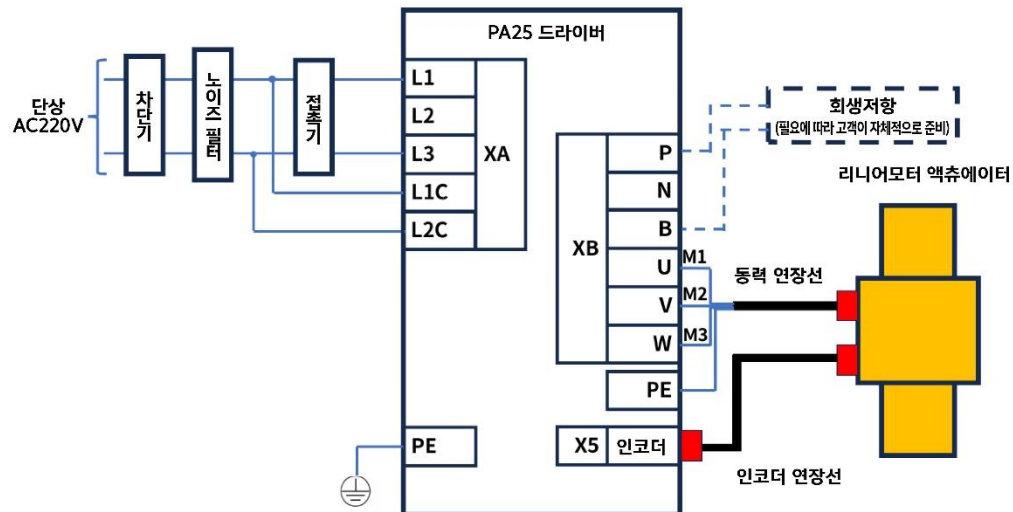 PA25 드라이버
단상
AC220V
차단기
노이즈 필터
접촉기
L1
L2
L3
L1C
L2C
XA
PE
XB
P
N
B
U
V
W
PE
X5
인코더
M1
M2
M3
회생저항
(필요에 따라 고객이 자체적으로 준비)
리니어모터 액츄에이터
동력 연장선
인코더 연장선